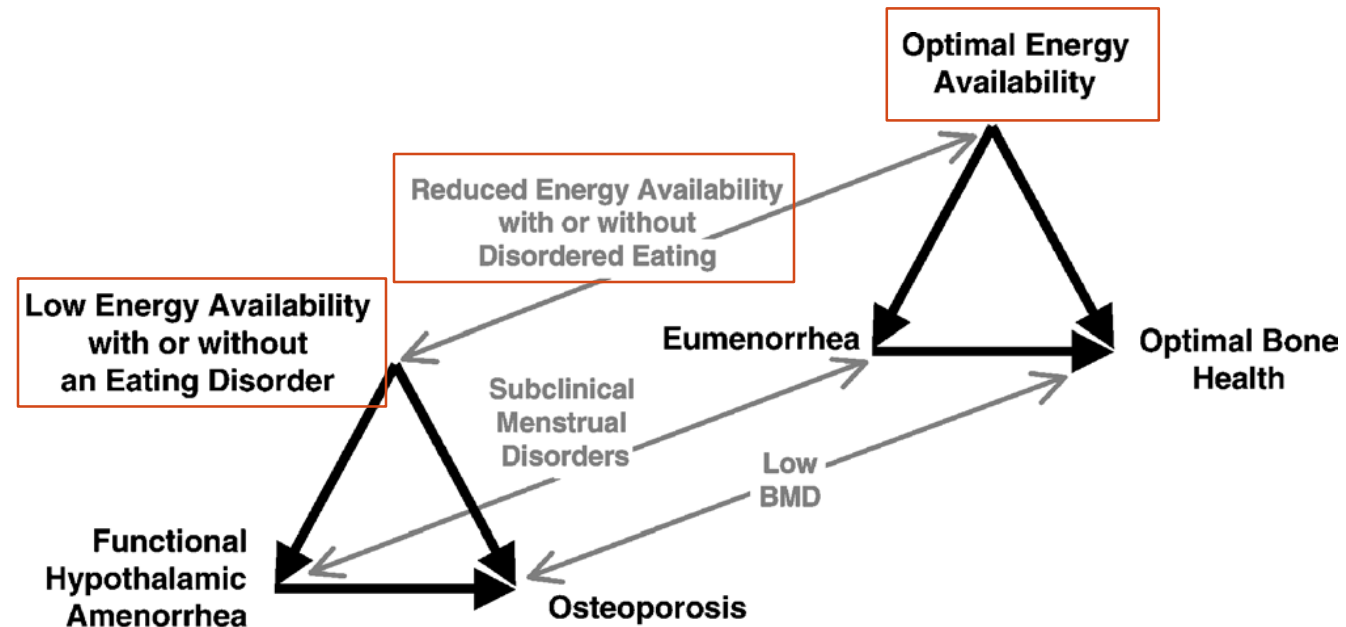 Optimal Energy
Availability
Reduced Energy Availability
with or without
Disordered Eating
Low Energy Availability
with or without
an Eating Disorder
Eumenorrhea
Optimal Bone
Health
Subclinical
Menstrual
Disorders
Low
BMD
Functional
Hypothalamic
Amenorrhea
Osteoporosis